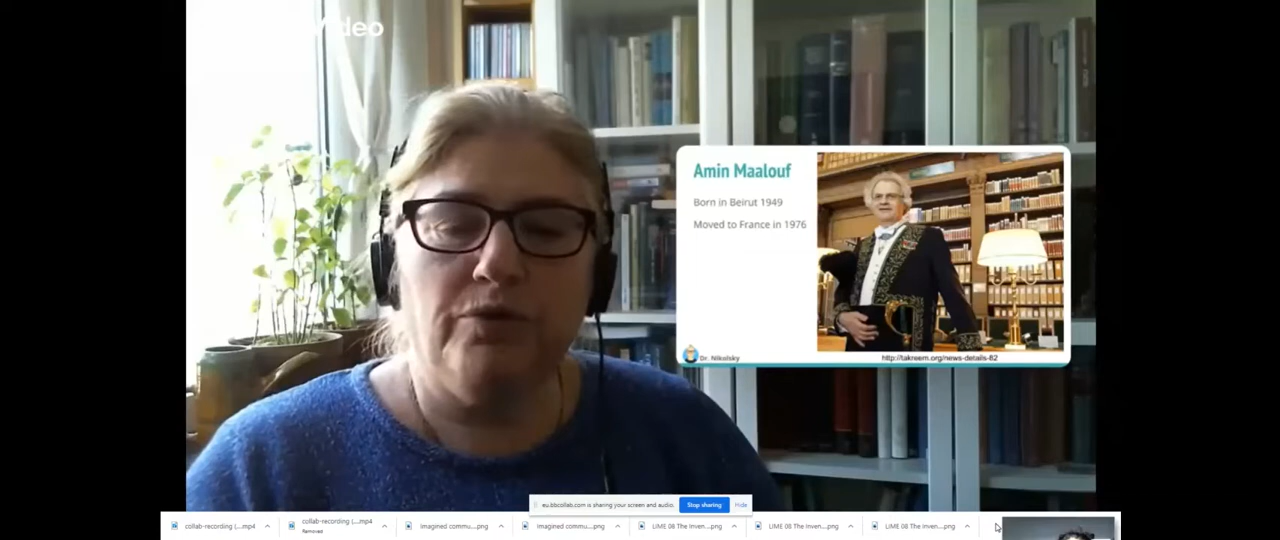 Video
Amin Maalouf
Born in Beirut 1949
Moved to France in 1976
Dr. Nikolsky
http://takreem.org/news-details-82
eu.bbcollab.com is sharing your screen and audio.
Stop sharing
Hide
collab-recording (....mp4
collab-recording (....mp4
Removed
Imagined commu....png
Imagined commu....png
LIME 08 The Inven....png
LIME 08 The Inven....png
LIME 08 The Inven....png